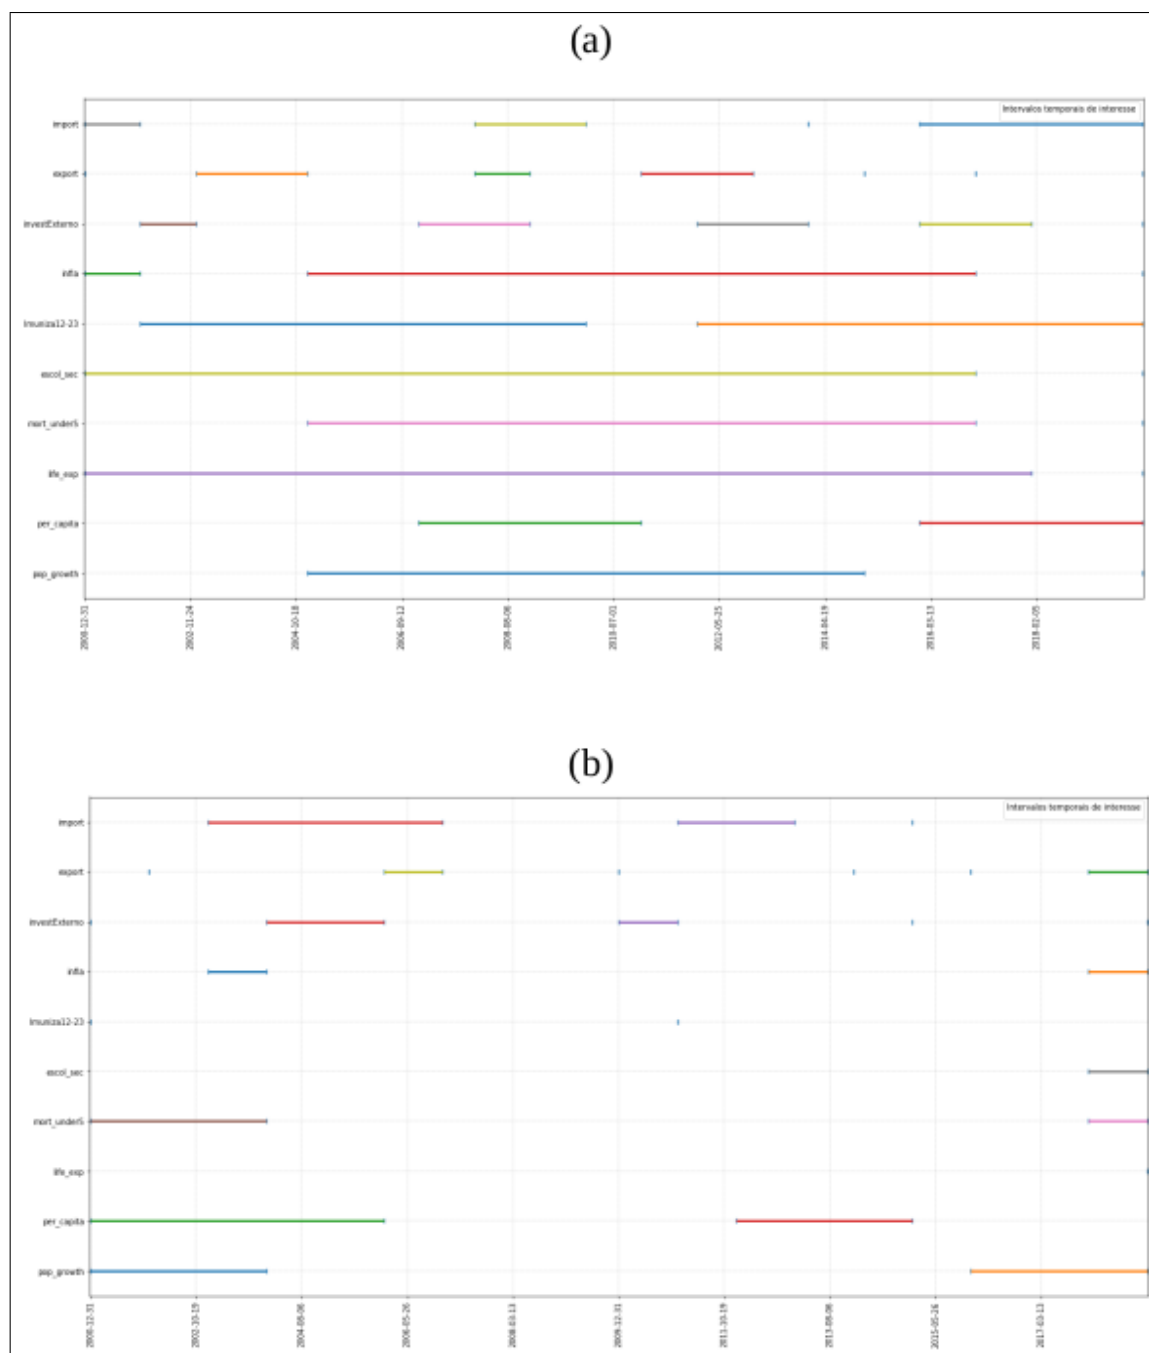 (a)
Intervalos temporais de interesse
import
export
investExterno
infla
Imuniza12-23
escol_sec
mort_under5
life_exp
per_capita
pop_growth
2000-12-31
2002-11-24
2004-10-18
2006-09-12
2008-08-06
2010-07-01
2012-05-25
2014-04-19
2016-03-13
2018-02-05
(b)
Intervalos temporais de interesse
import
export
investExterno
infla
Imuniza12-23
escol_sec
mort_under5
life_exp
per_capita
pop_growth
2000-12-31
2002-10-19
2004-08-06
2006-05-26
2008-03-13
2009-12-31
2011-10-19
2013-08-06
2015-05-26
2017-03-13